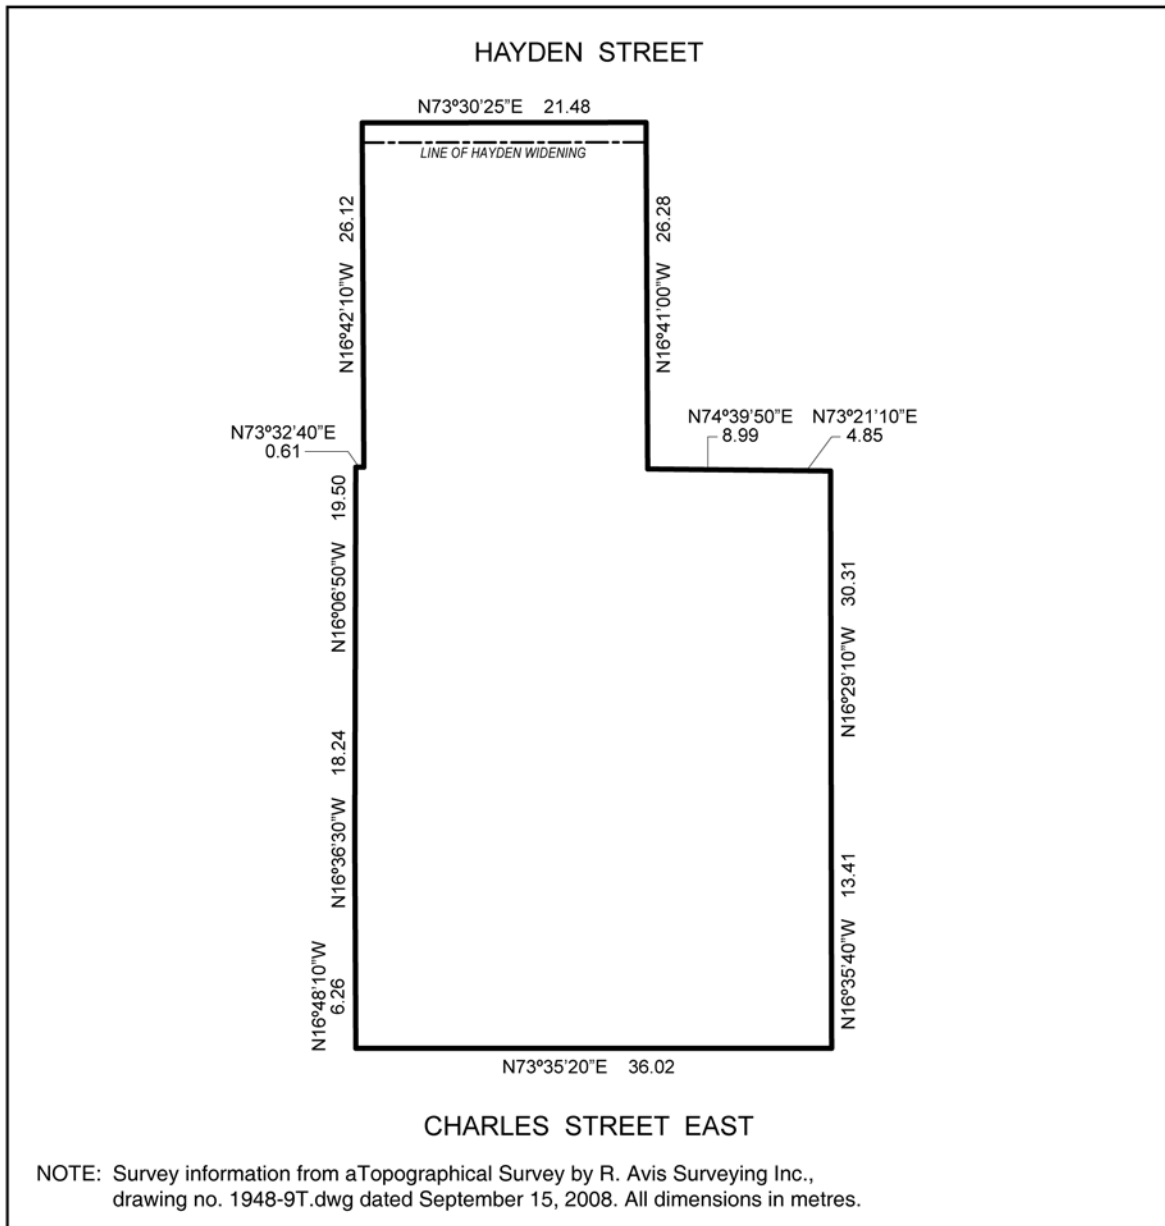 HAYDEN STREET
N73º30'25"E 21.48
LINE OF HAYDEN WIDENING
N16º42'10"W 26.12
N16º41'00"W 26.28
N73º32'40"E
0.61
N74º39'50"E
8.99
N73º21'10"E
4.85
N16º06'50"W 19.50
N16º29'10"W 30.31
N16º36'30"W 18.24
N16º35'40"W 13.41
N16º48'10"W
6.26
N73º35'20"E 36.02
CHARLES STREET EAST
NOTE: Survey information from aTopographical Survey by R. Avis Surveying Inc.,
drawing no. 1948-9T.dwg dated September 15, 2008. All dimensions in metres.